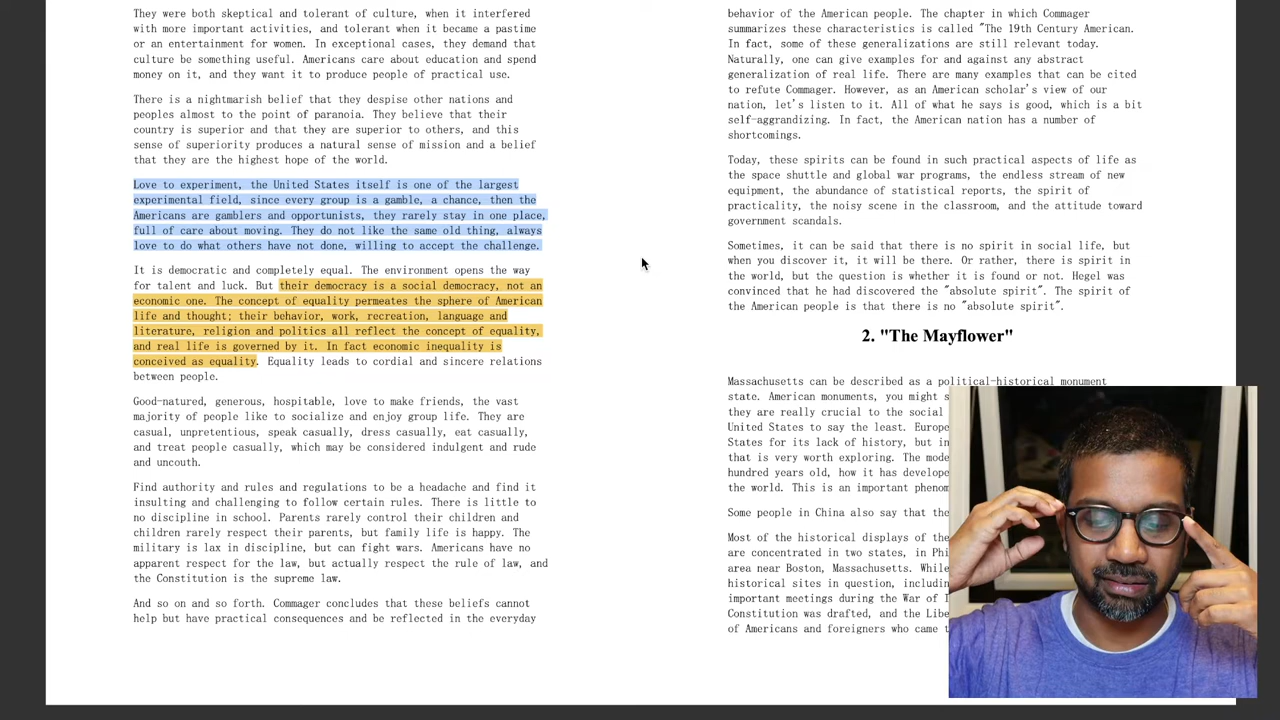 They were both skeptical and tolerant of culture, when it interfered
with more important activities, and tolerant when it became a pastime
or an entertainment for women. In exceptional cases, they demand that
culture be something useful. Americans care about education and spend
money on it, and they want it to produce people of practical use.
There is a nightmarish belief that they despise other nations and
peoples almost to the point of paranoia. They believe that their
country is superior and that they are superior to others, and this
sense of superiority produces a natural sense of mission and a belief
that they are the highest hope of the world.
Love to experiment, the United States itself is one of the largest
experimental field, since every group is a gamble, a chance, then the
Americans are gamblers and opportunists, they rarely stay in one place,
full of care about moving. They do not like the same old thing, always
love to do what others have not done, willing to accept the challenge.
It is democratic and completely equal. The environment opens the way
for talent and luck. But their democracy is a social democracy, not an
economic one. The concept of equality permeates the sphere of American
life and thought; their behavior, work, recreation, language and
literature, religion and politics all reflect the concept of equality,
and real life is governed by it. In fact economic inequality is
conceived as equality. Equality leads to cordial and sincere relations
between people.
Good-natured, generous, hospitable, love to make friends, the vast
majority of people like to socialize and enjoy group life. They are
casual, unpretentious, speak casually, dress casually, eat casually,
and treat people casually, which may be considered indulgent and rude
and uncouth.
Find authority and rules and regulations to be a headache and find it
insulting and challenging to follow certain rules. There is little to
no discipline in school. Parents rarely control their children and
children rarely respect their parents, but family life is happy. The
military is lax in discipline, but can fight wars. Americans have no
apparent respect for the law, but actually respect the rule of law, and
the Constitution is the supreme law.
And so on and so forth. Commager concludes that these beliefs cannot
help but have practical consequences and be reflected in the everyday
behavior of the American people. The chapter in which Commager
summarizes these characteristics is called "The 19th Century American.
In fact, some of these generalizations are still relevant today.
Naturally, one can give examples for and against any abstract
generalization of real life. There are many examples that can be cited
to refute Commager. However, as an American scholar's view of our
nation, let's listen to it. All of what he says is good, which is a bit
self-aggrandizing. In fact, the American nation has a number of
shortcomings.
Today, these spirits can be found in such practical aspects of life as
the space shuttle and global war programs, the endless stream of new
equipment, the abundance of statistical reports, the spirit of
practicality, the noisy scene in the classroom, and the attitude toward
government scandals.
Sometimes, it can be said that there is no spirit in social life, but
when you discover it, it will be there. Or rather, there is spirit in
the world, but the question is whether it is found or not. Hegel was
convinced that he had discovered the "absolute spirit". The spirit of
the American people is that there is no "absolute spirit".
2. "The Mayflower"
Massachusetts can be described as a political-historical monument
state. American monuments, you might s
they are really crucial to the social
United States to say the least. Europe
States for its lack of history, but in
that is very worth exploring. The mode
hundred years old, how it has develope
the world. This is an important phenom
Some people in China also say that the
Most of the historical displays of the
are concentrated in two states, in Phi
area near Boston, Massachusetts. While
historical sites in question, includin
important meetings during the War of I
Constitution was drafted, and the Libe
of Americans and foreigners who came t